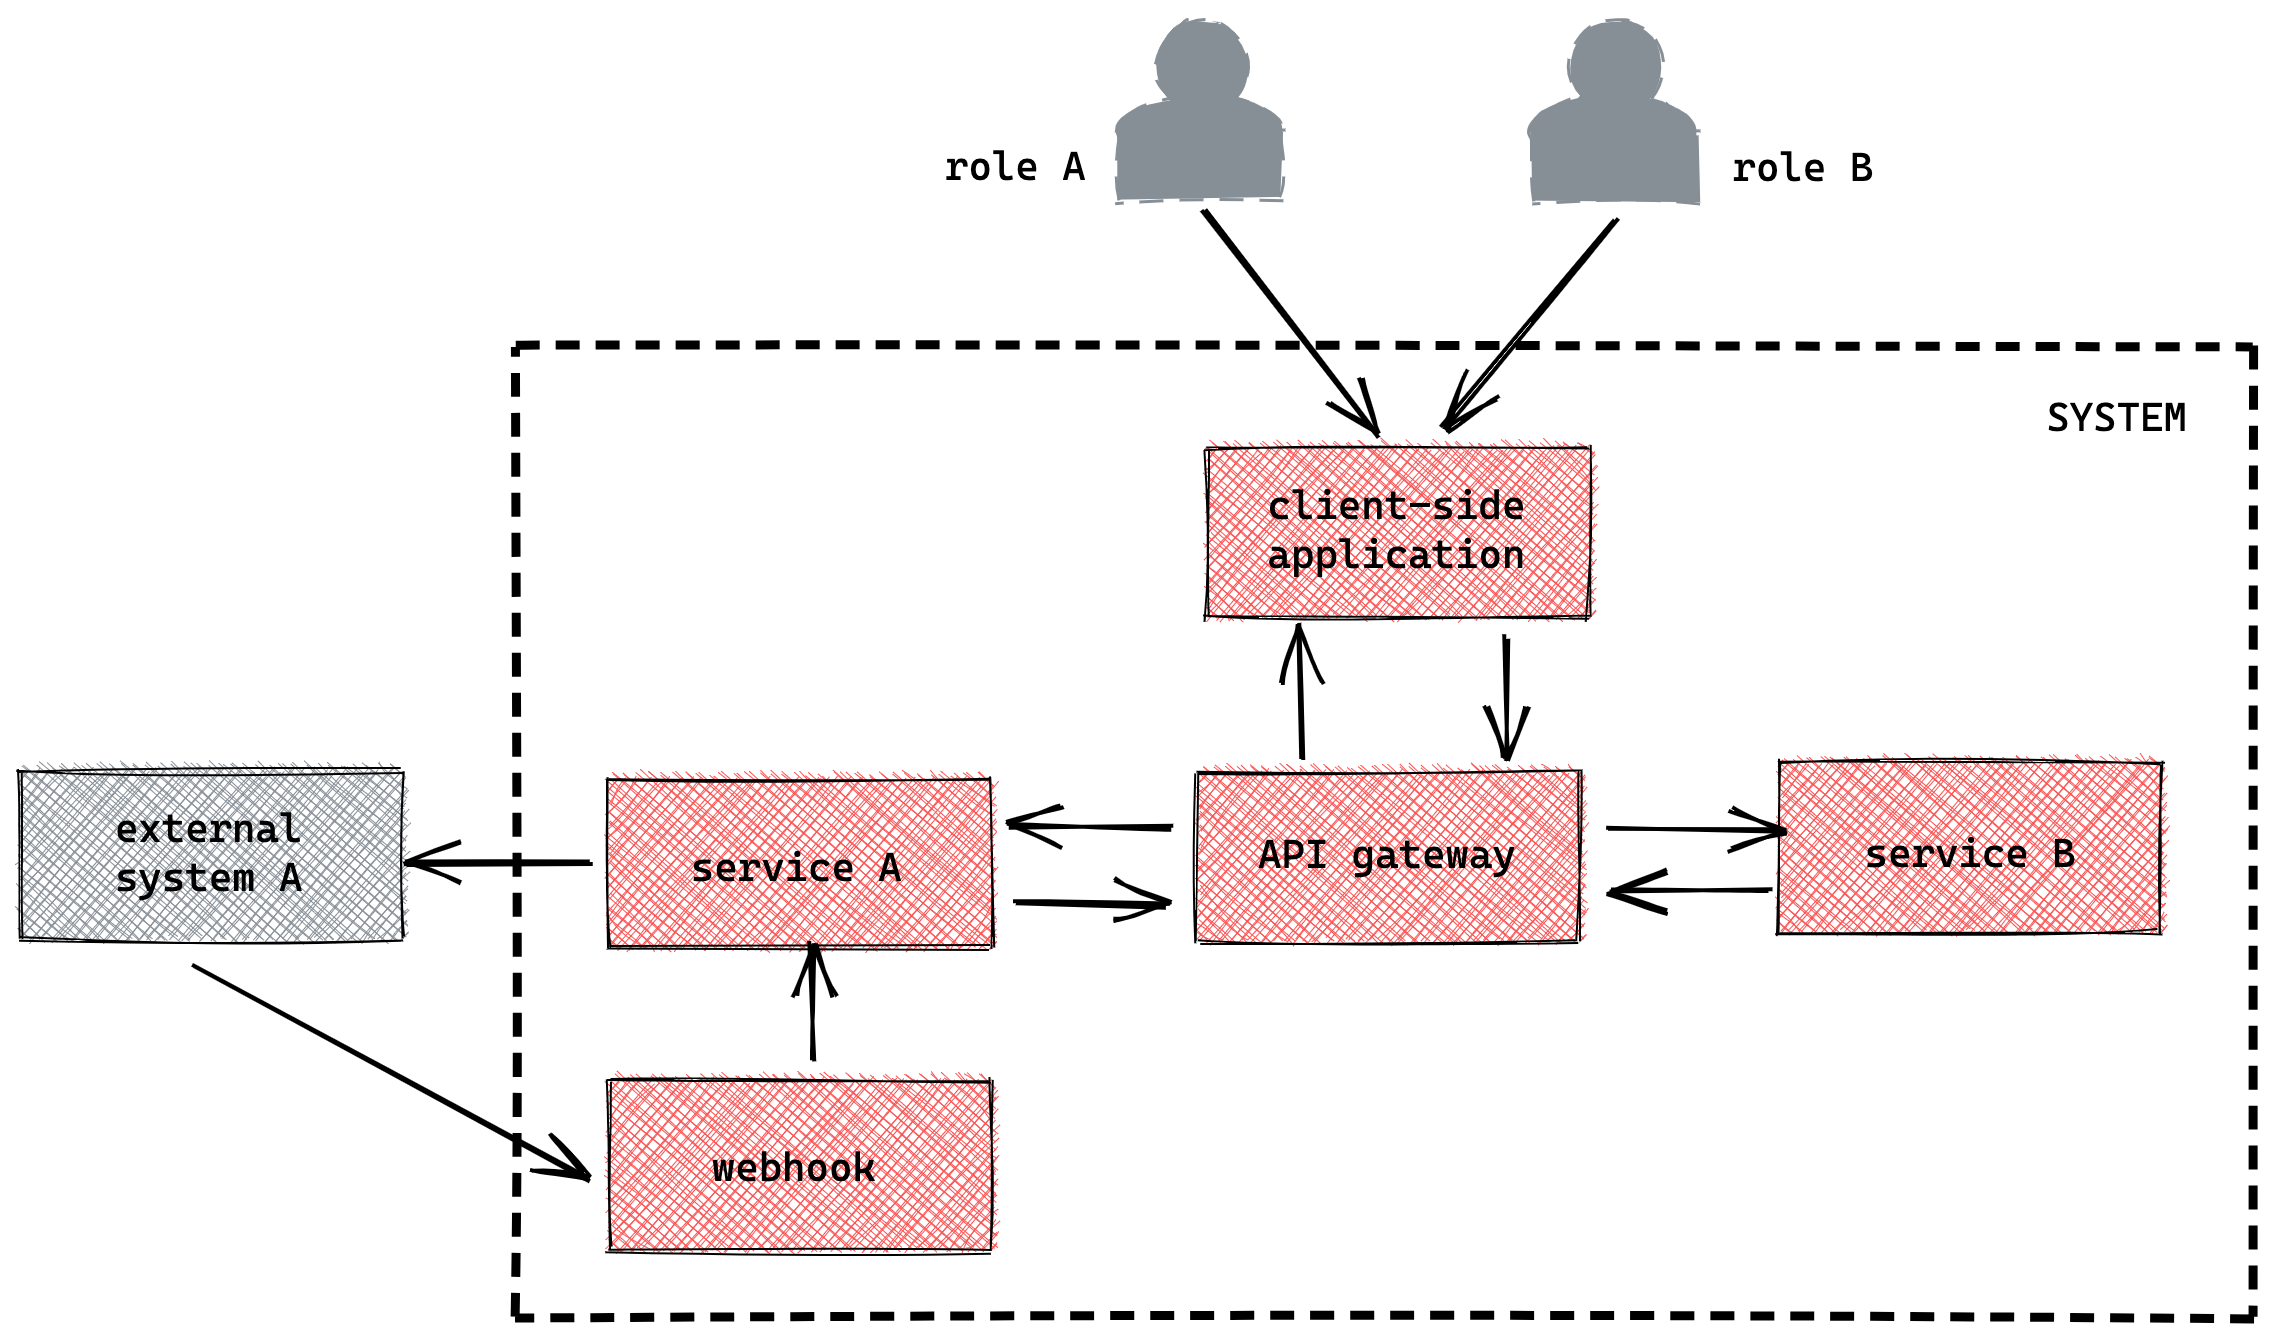 role A
role B
SYSTEM
client-side
application
external
system A
service A
API gateway
service B
webhook